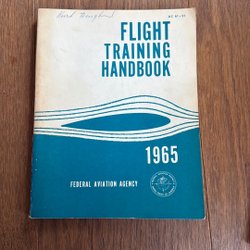 FLIGHT
TRAINING
HANDBOOK
1965
FEDERAL AVIATION AGENCY